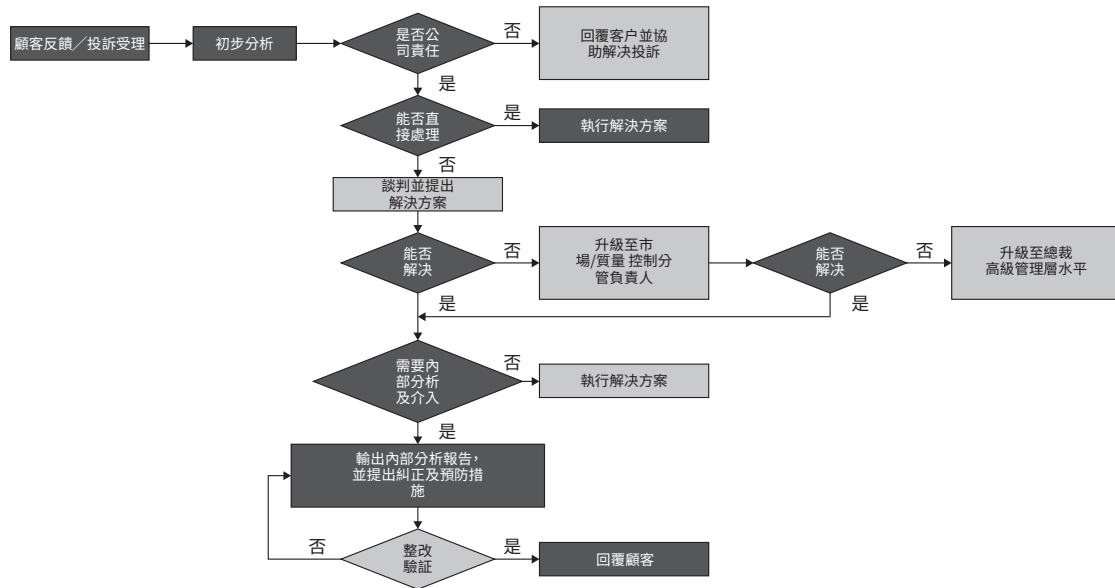 顧客反饋／投訴受理
初步分析
是否公
司責任
否
回覆客户並協
助解决投訴
是
能否直
接處理
是
執行解決方案
否
談判並提出
解決方案
能否
解决
否
升級至市
場/質量 控制分
管負責人
能否
解決
否
升級至總裁
高級管理層水平
是
是
需要內
部分析
及介入
否
執行解決方案
是
輸出內部分析報告，
並提出糾正及預防措
施
整改
驗証
否
是
回覆顧客